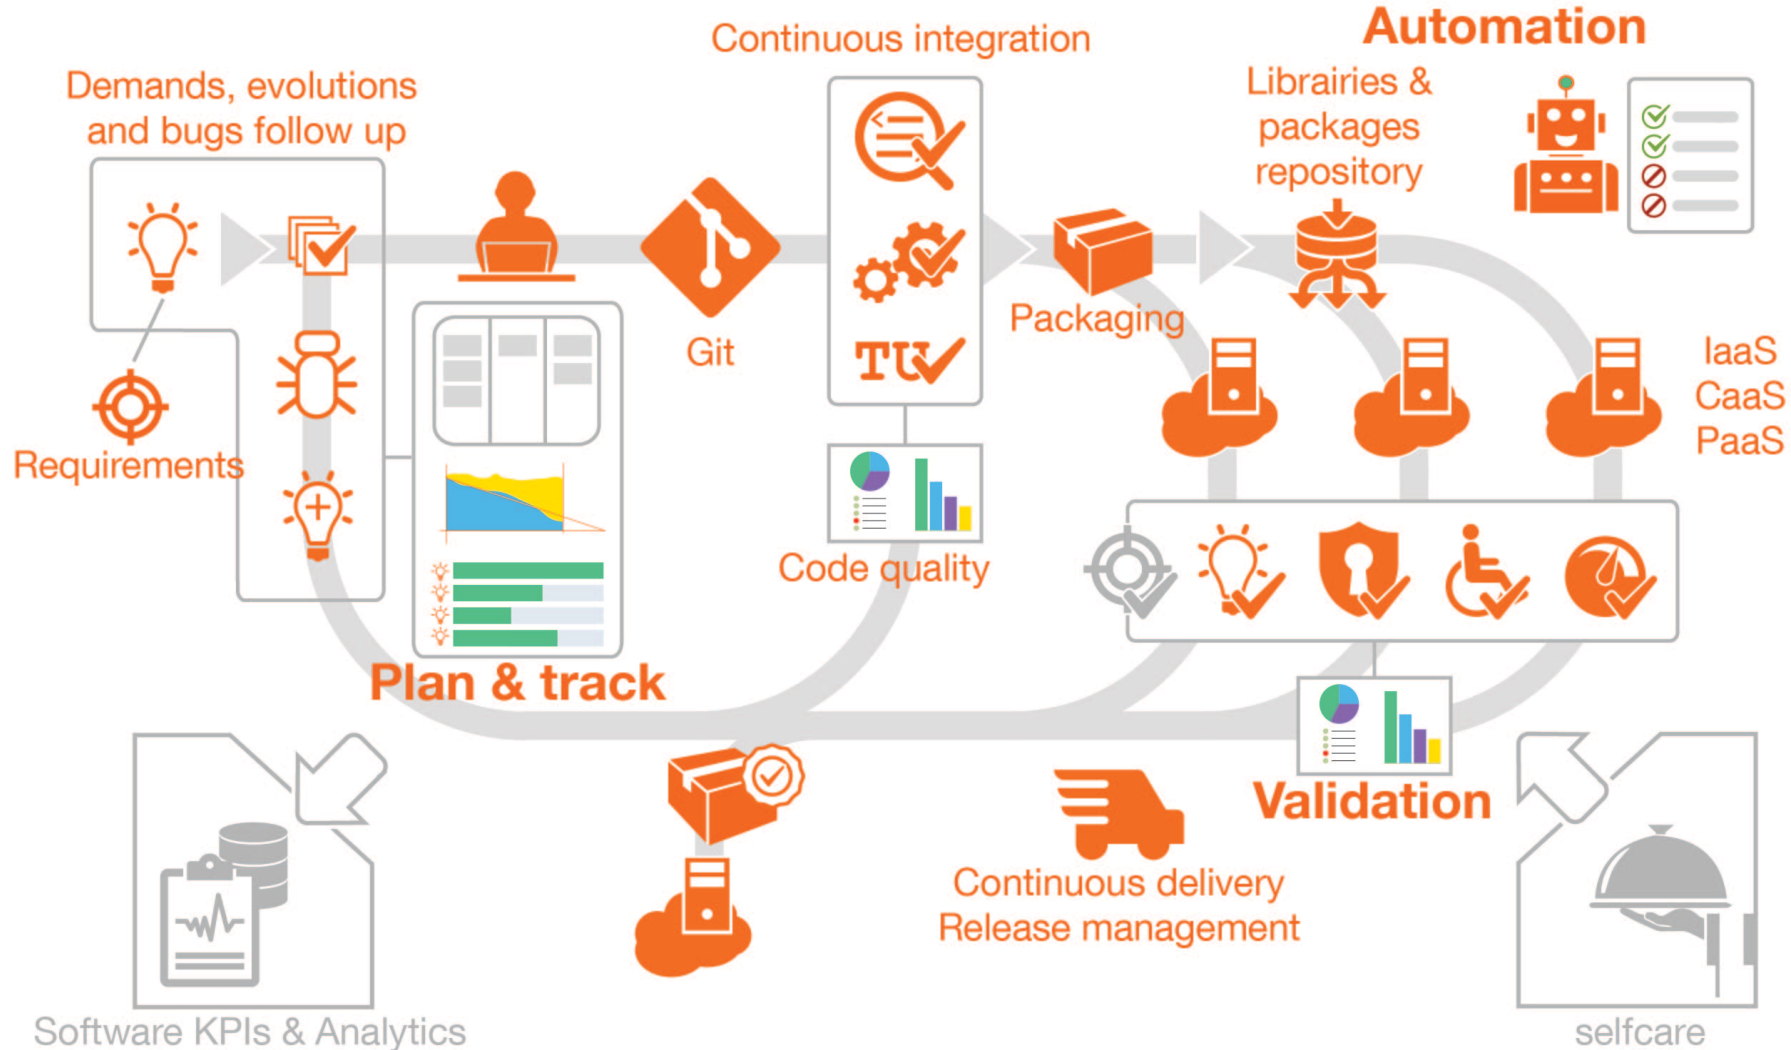 Automation
Continuous integration
Demands, evolutions
and bugs follow up
Librairies &
packages
repository
Git
TU
Packaging
IaaS
CaaS
PaaS
Requirements
Code quality
Plan & track
Validation
Continuous delivery
Release management
Software KPIs & Analytics
selfcare